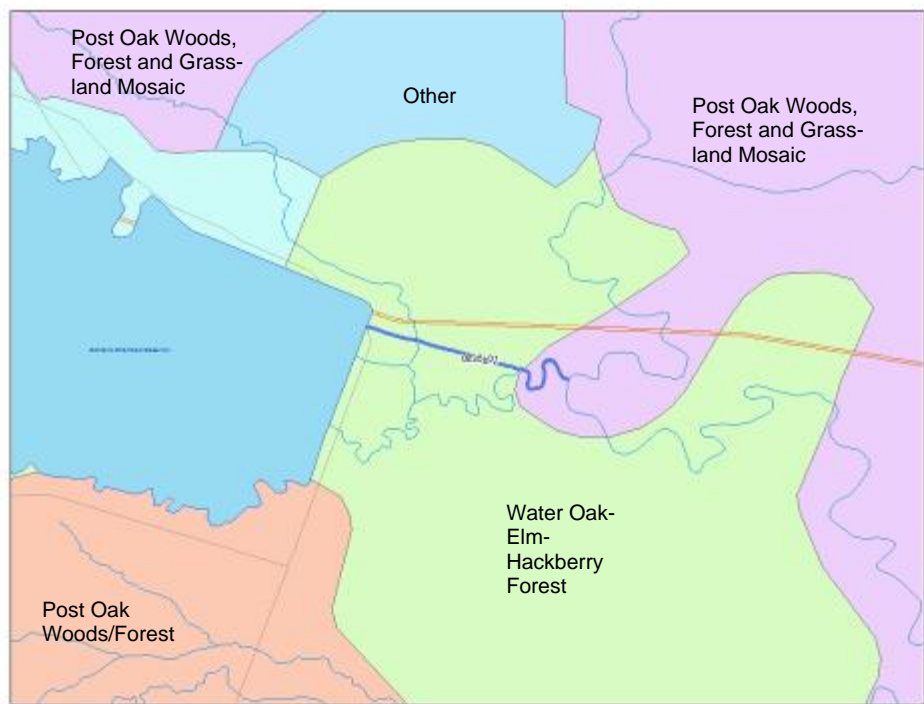 Post Oak Woods,
Forest and Grass-
land Mosaic
Other
Post Oak Woods,
Forest and Grass-
land Mosaic
Water Oak-
Elm-
Hackberry
Forest
Post Oak
Woods/Forest